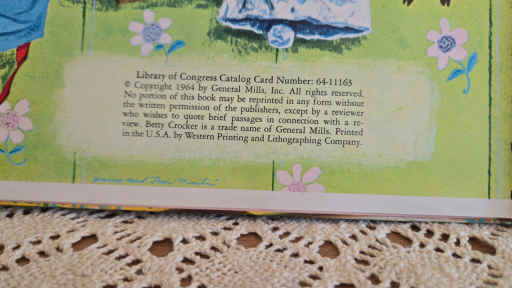 Library of Congress Catalog Card Number: 64-11163
© Copyright 1964 by General Mills, Inc. All rights reserved.
No portion of this book may be reprinted in any form without
the written permission of the publishers, except by a reviewer
who wishes to quote brief passages in connection with a re-
view. Betty Crocker is a trade name of General Mills. Printed
in the U.S.A. by Western Printing and Lithographing Company.